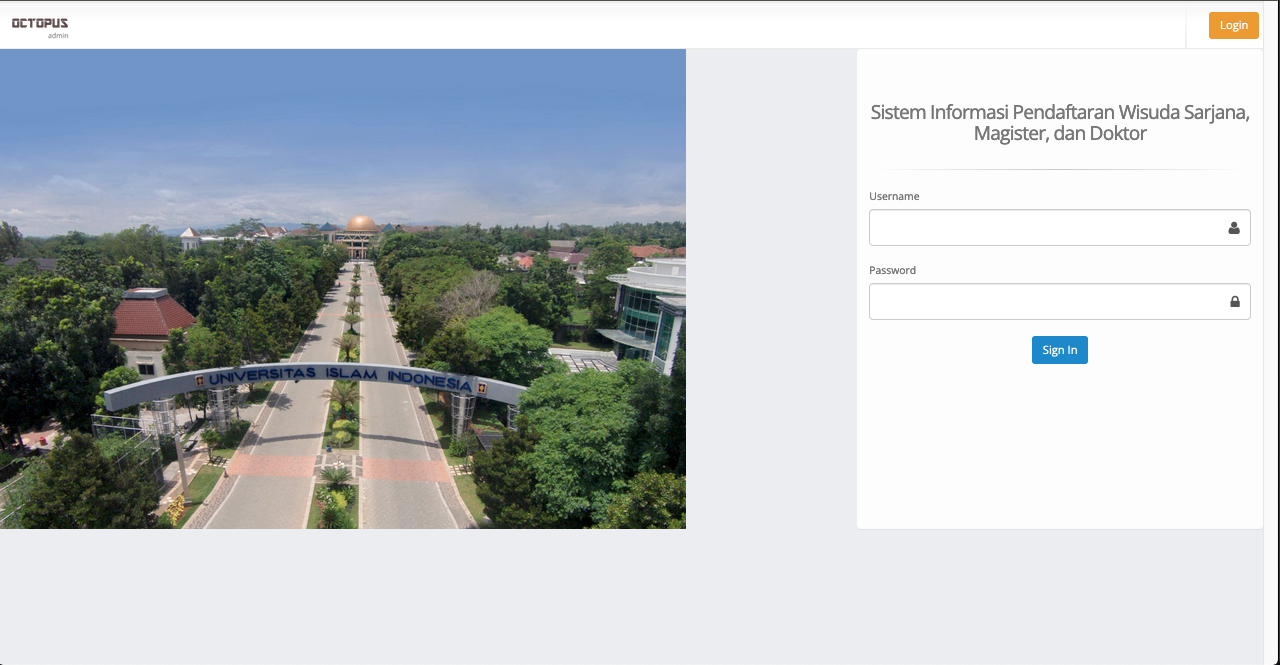 OCTOPUS
admin
Login
Sistem Informasi Pendaftaran Wisuda Sarjana,
Magister, dan Doktor
Username
Password
Sign In
UNIVERSITAS ISLAM INDONESIA